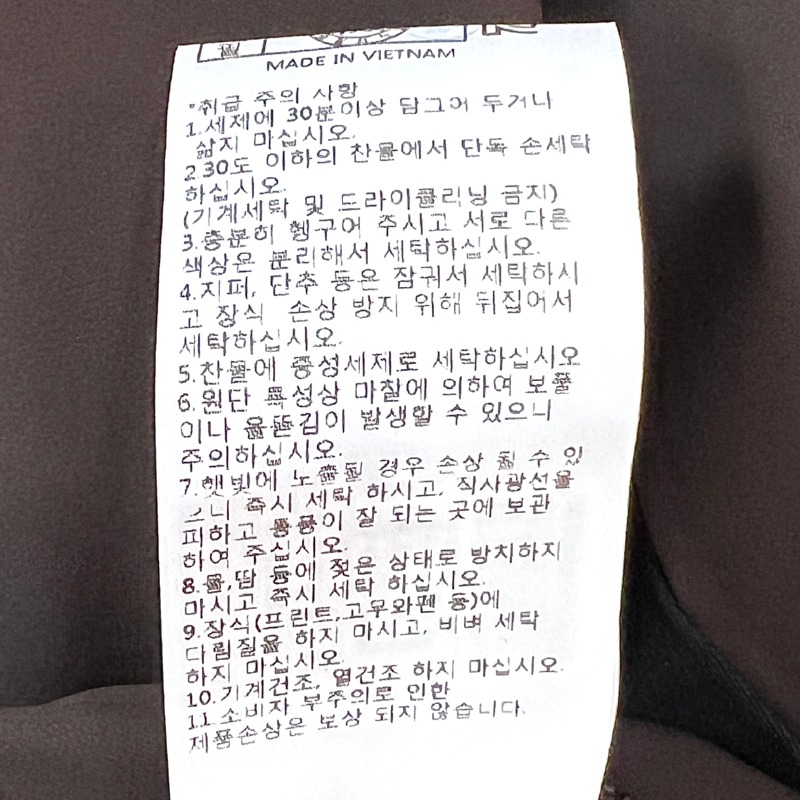 MADE IN VIETNAM
*취급 주의 사항
1.세제에 30분이상 담그어 두거나
삶지 마십시오.
2.30도 이하의 찬물에서 단독 손세탁
하십시오.
(기계세탁 및 드라이클리닝 금지)
3.충분히 헹구어 주시고 서로 다른
색상은 분리해서 세탁하십시오.
4.지퍼, 단추 등은 잠궈서 세탁하시
고 장식 손상 방지 위해 뒤집어서
세탁하십시오.
5.찬물에 중성세제로 세탁하십시오
6.원단 특성상 마찰에 의하여 보풀
이나 올뜯김이 발생할 수 있으니
주의하십시오.
7.햇빛에 노출될 경우 손상 될 수 있
으니 즉시 세탁 하시고, 직사광선을
피하고 통풍이 잘 되는 곳에 보관
하여 주십시오.
8.물,땀 등에 젖은 상태로 방치하지
마시고 즉시 세탁 하십시오.
9.장식(프린트,고무와펜 등)에
다림질을 하지 마시고, 비벼 세탁
하지 마십시오.
10.기계건조, 열건조 하지 마십시오.
11.소비자 부주의로 인한
제품손상은 보상 되지 않습니다.